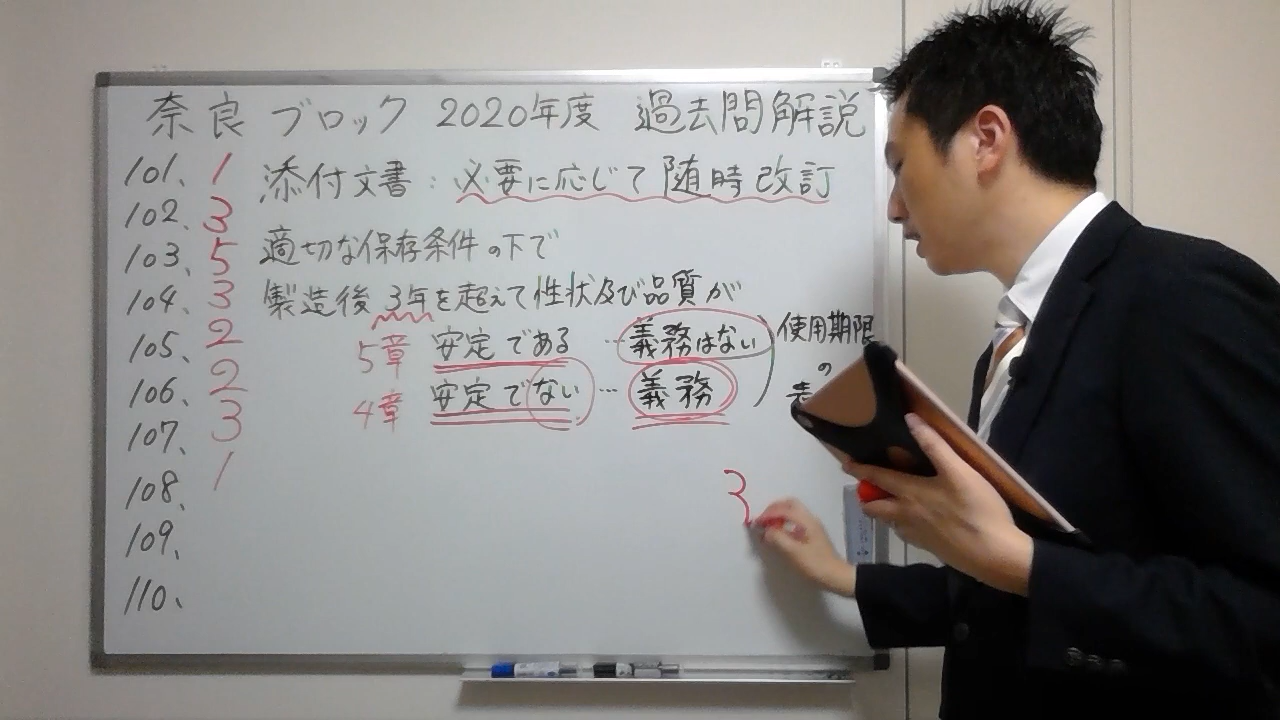 奈良ブロック 2020年度 過去問解説
101、1 添付文書:必要に応じて随時改訂
102、3
103、5 適切な保存条件の下で
104、3 製造後3年を超えて性状及び品質が
105、2 5章 安定である…義務はない 使用期限
の
106、2 4章 安定でない…義務 表
107、3
108、1
3
109、
110、